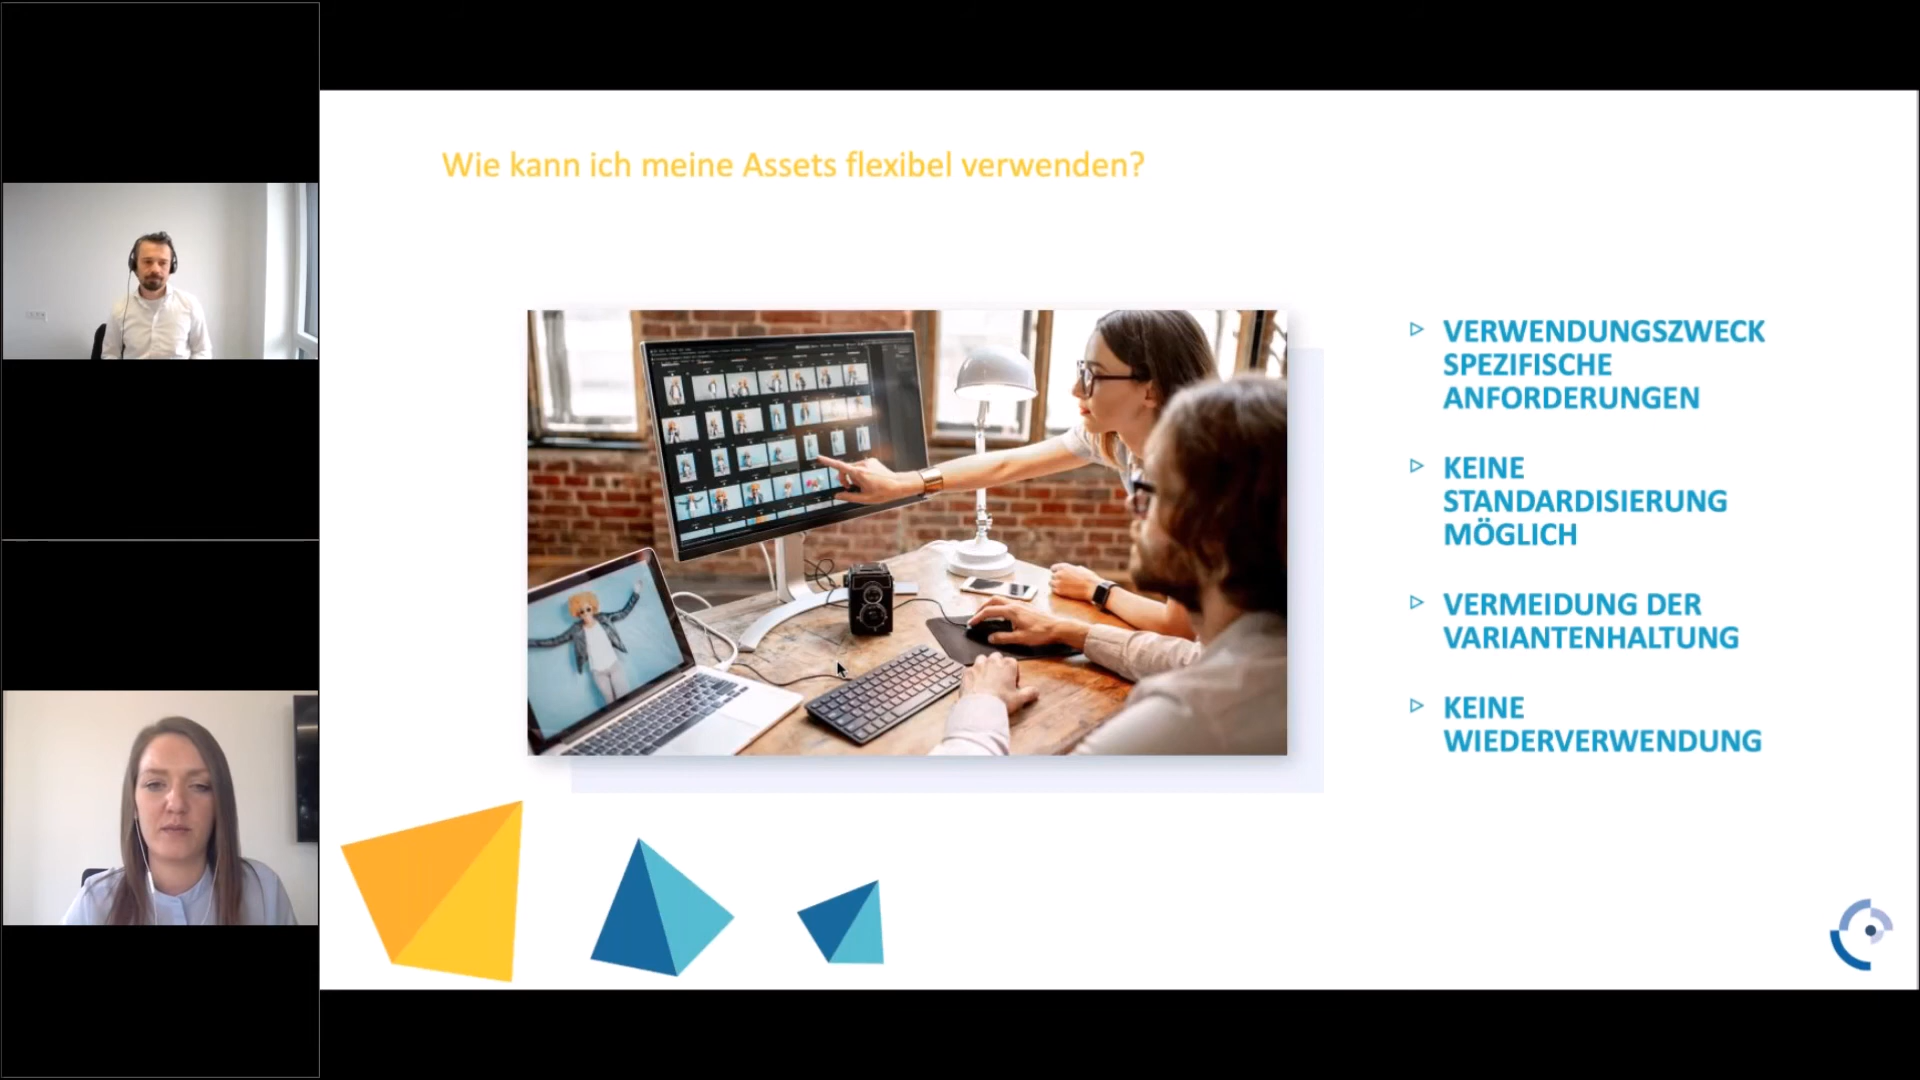 Wie kann ich meine Assets flexibel verwenden?
VERWENDUNGSZWECK
SPEZIFISCHE
ANFORDERUNGEN
KEINE
STANDARDISIERUNG
MÖGLICH
VERMEIDUNG DER
VARIANTENHALTUNG
KEINE
WIEDERVERWENDUNG